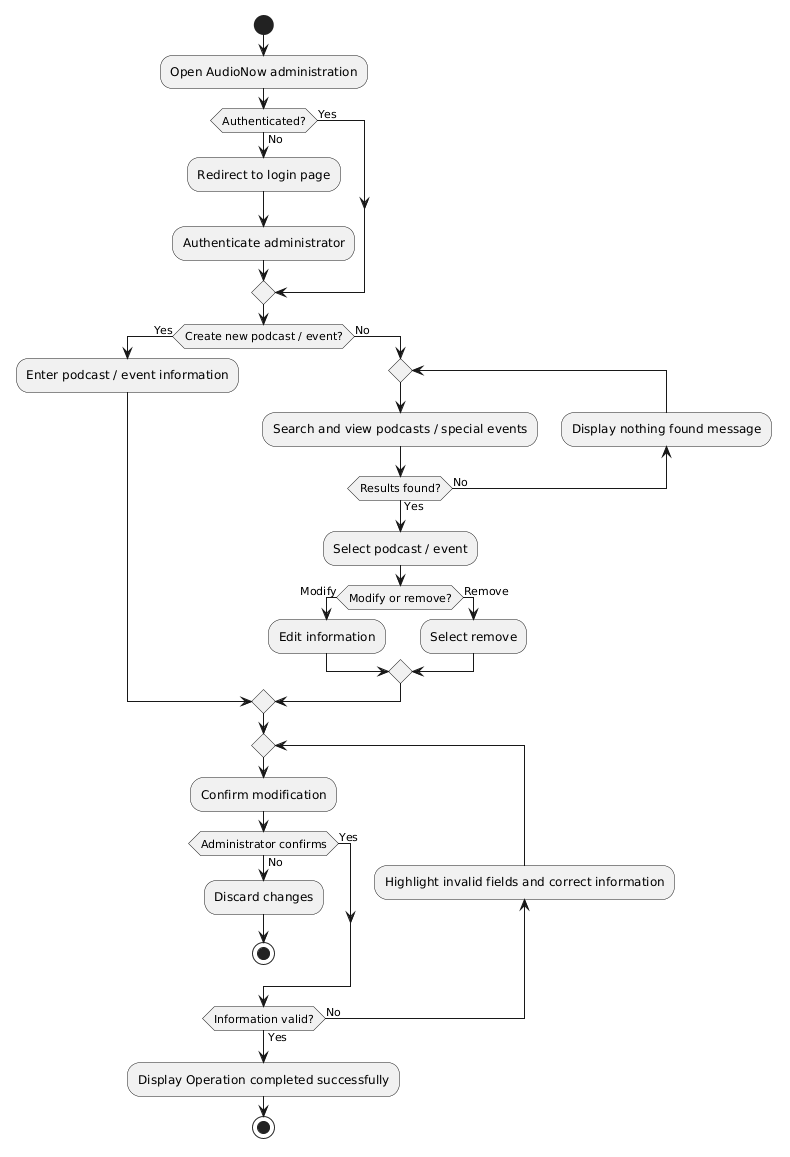 Open AudioNow administration
Authenticated?
Yes
No
Redirect to login page
Authenticate administrator
Create new podcast / event?
Yes
No
Enter podcast / event information
Search and view podcasts / special events
Display nothing found message
Results found?
No
Yes
Select podcast / event
Modify or remove?
Modify
Remove
Edit information
Select remove
Confirm modification
Administrator confirms
Yes
No
Highlight invalid fields and correct information
Discard changes
Information valid?
No
Yes
Display Operation completed successfully